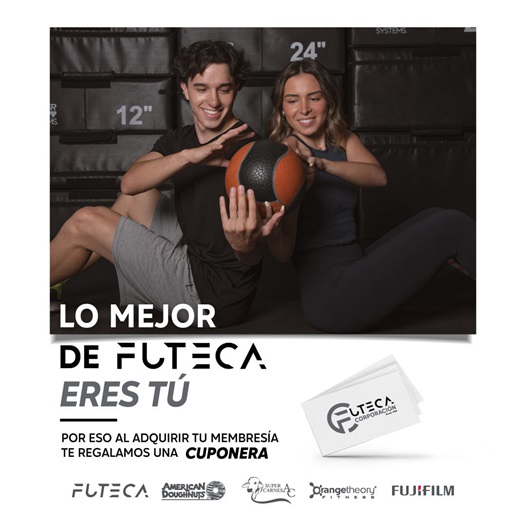 SYSTEMS
24"
12"
LO MEJOR
DE FUTECA
ERES TÚ
POR ESO AL ADQUIRIR TU MEMBRESÍA
TE REGALAMOS UNA CUPONERA
FUTECA
CORPORACIÓN
FUTECA
AMERICAN
DOUGHNUTS
SUPER
CARNES
Orangetheory
FITNESS
FUJIFILM